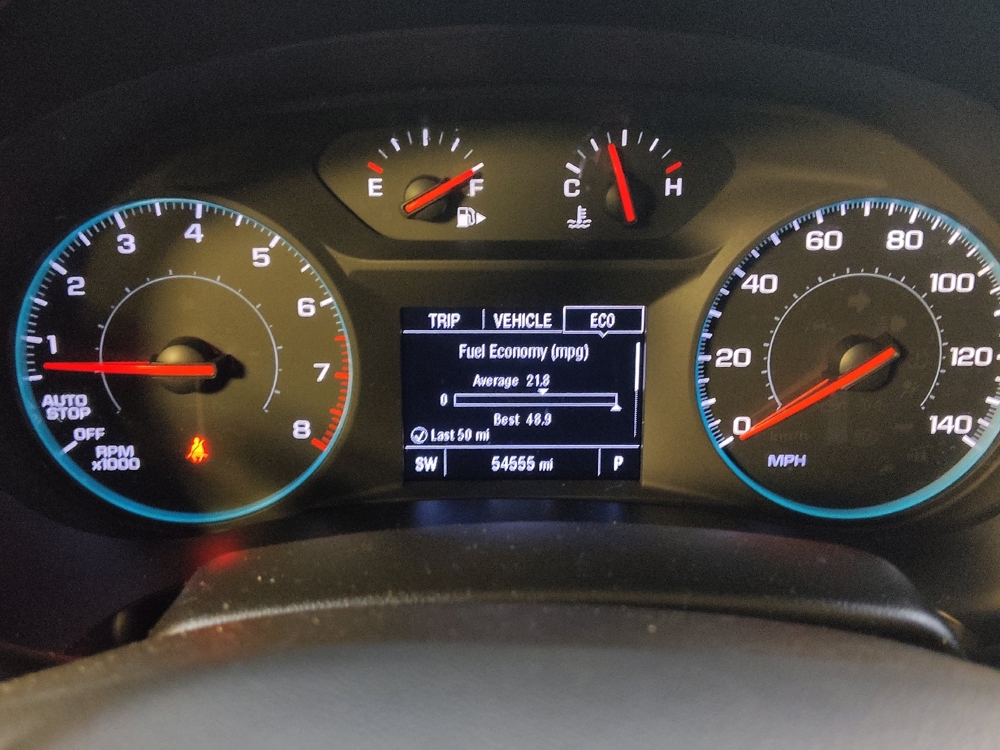 E F
C H
1
2
3
4
5
6
7
8
AUTO
STOP
OFF
RPM
x1000
TRIP VEHICLE ECO
Fuel Economy (mpg)
Average 21.8
0
Best 48.9
Last 50 mi
SW 54555 mi P
0
20
40
60
80
100
120
140
MPH